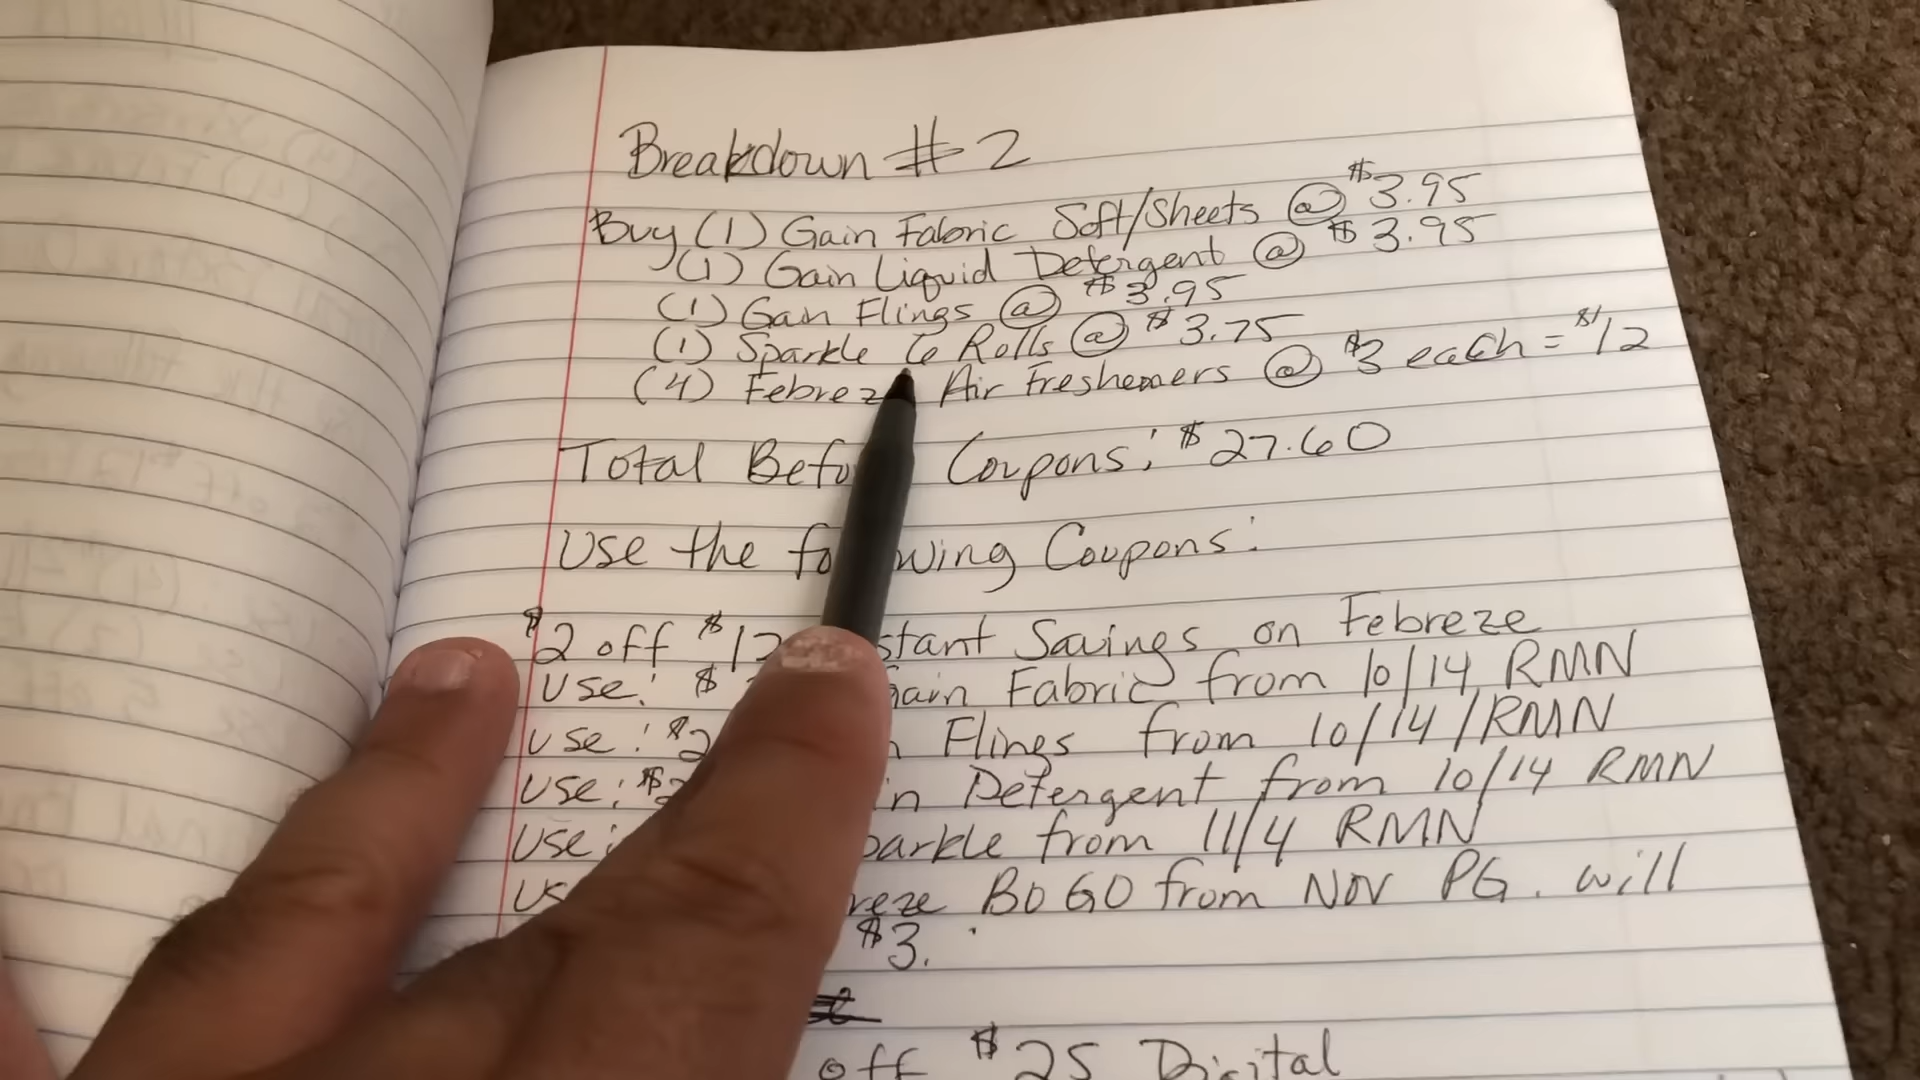 Breakdown # 2
Buy (1) Gain Fabric Soft/Sheets @ $3.95
(1) Gain Liquid Detergent @ $3.95
(1) Gain Flings @ $3.95
(1) Sparkle 6 Rolls @ $3.75
(4) Febreze Air Fresheners @ $3 each = $12
Total Before Coupons: $27.60
Use the following Coupons:
$2 off $12 Instant Savings on Febreze
Use: $ Gain Fabric from 10/14 RMN
Use: $2 Flings from 10/14/RMN
Use: $2 Detergent from 10/14 RMN
Use: Sparkle from 11/4 RMN
Use Febreze BOGO from NOV PG. will
$3.
off $25 Digital